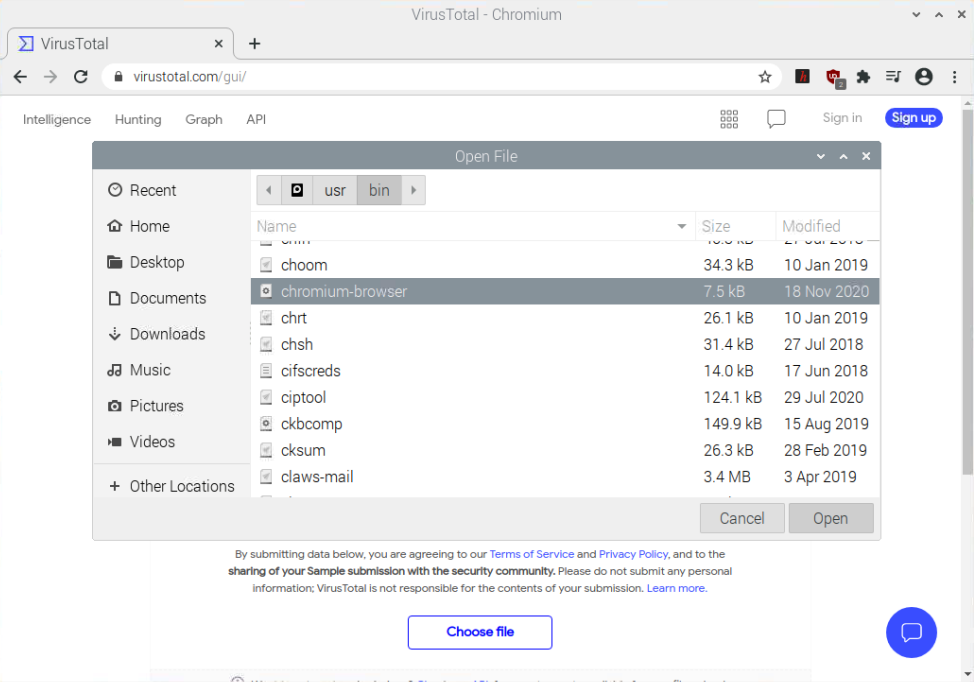 VirusTotal - Chromium
VirusTotal
virustotal.com/gui/
2
Intelligence Hunting Graph API Sign in Sign up
Open File
Recent
Home
Desktop
Documents
Downloads
Music
Pictures
Videos
Other Locations
usr bin
Name Size Modified
choom 34.3 kB 10 Jan 2019
chromium-browser 7.5 kB 18 Nov 2020
chrt 26.1 kB 10 Jan 2019
chsh 31.4 kB 27 Jul 2018
cifscreds 14.0 kB 17 Jun 2018
ciptool 124.1 kB 29 Jul 2020
ckbcomp 149.9 kB 15 Aug 2019
cksum 26.3 kB 28 Feb 2019
claws-mail 3.4 MB 3 Apr 2019
Cancel Open
By submitting data below, you are agreeing to our Terms of Service and Privacy Policy, and to the
sharing of your Sample submission with the security community. Please do not submit any personal
information; VirusTotal is not responsible for the contents of your submission. Learn more.
Choose file